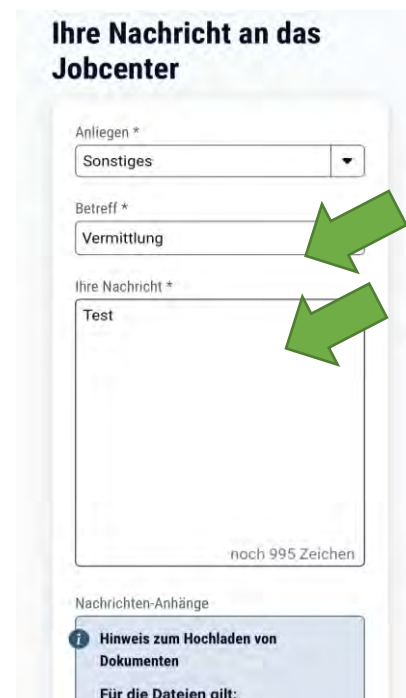 Ihre Nachricht an das
Jobcenter
Anliegen *
Sonstiges
Betreff *
Vermittlung
Ihre Nachricht *
Test
noch 995 Zeichen
Nachrichten-Anhänge
Hinweis zum Hochladen von
Dokumenten
Für die Dateien gilt: